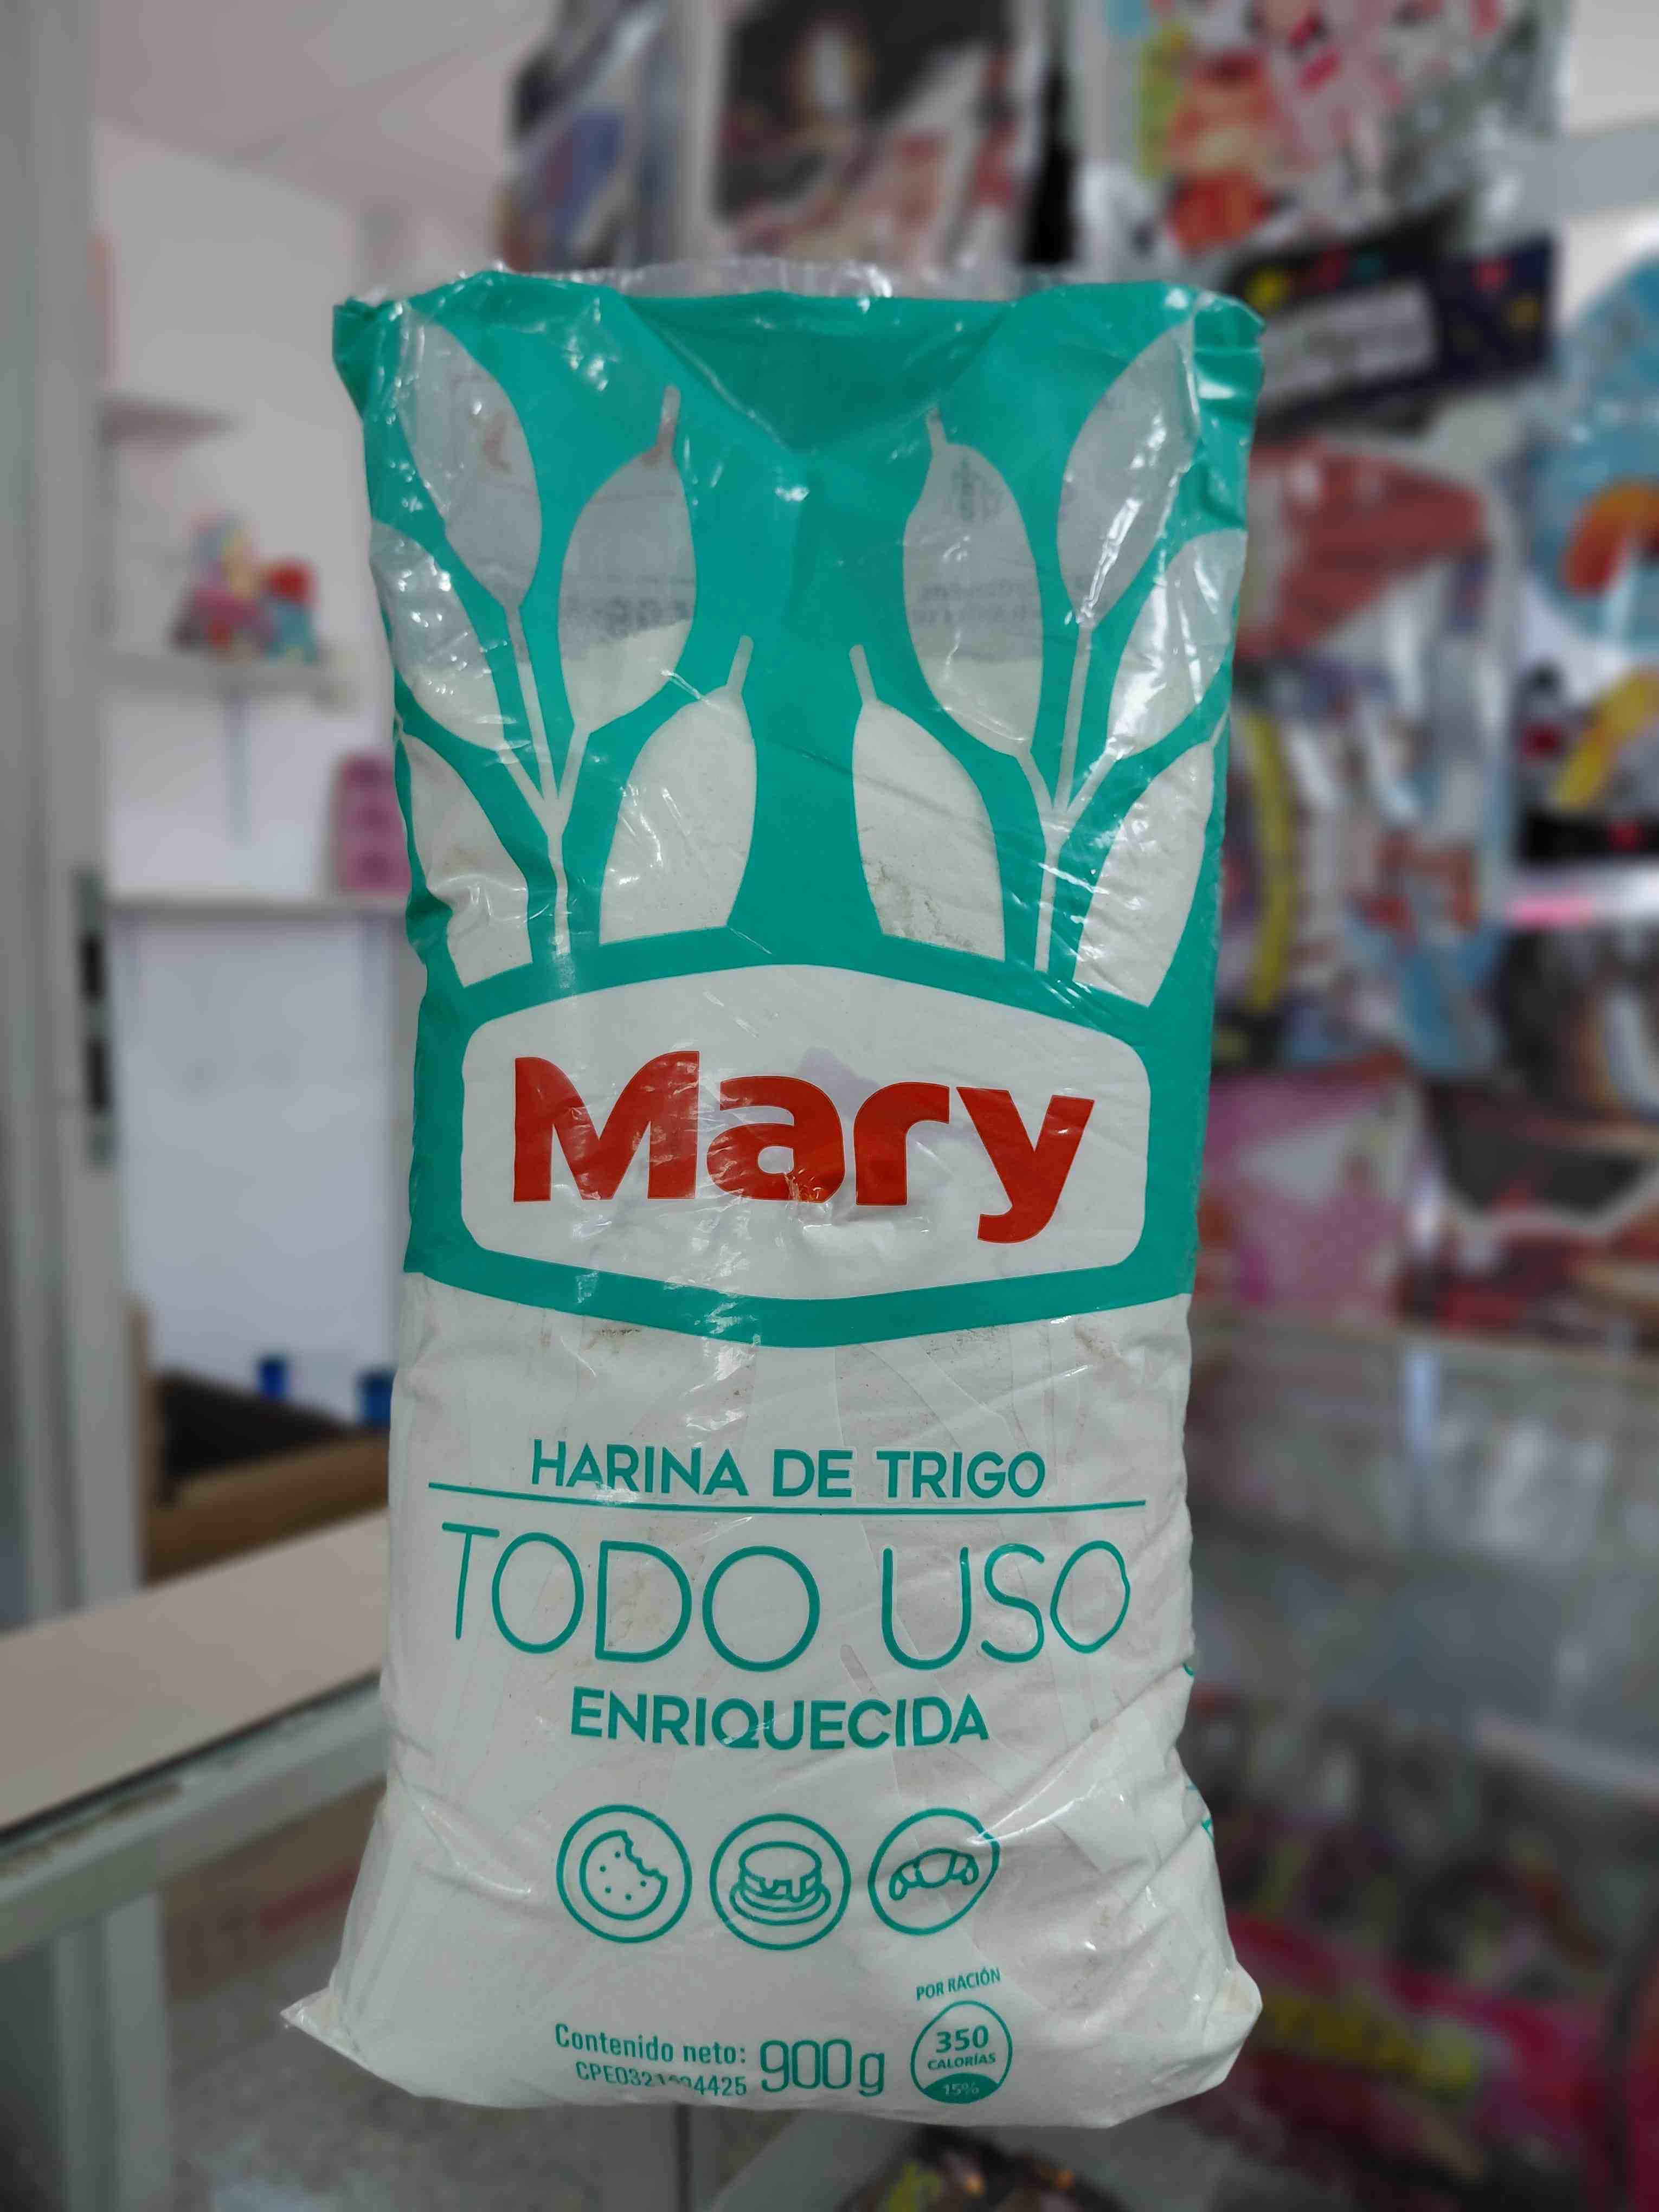 Mary
HARINA DE TRIGO
TODO USO
ENRIQUECIDA
POR RACIÓN
350
CALORÍAS
15%
Contenido neto: 900g